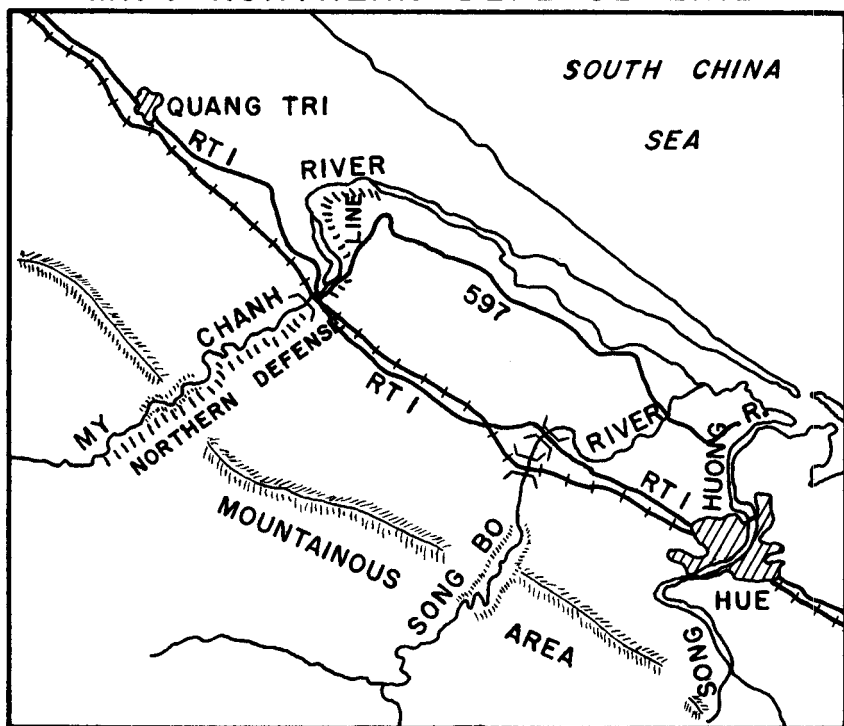 SOUTH CHINA
SEA
QUANG TRI
RT 1
RIVER
LINE
597
CHANH
DEFENSE
RT 1
MY
NORTHERN
RIVER
R.
HUONG
RT 1
MOUNTAINOUS
SONG BO
HUE
AREA
SONG